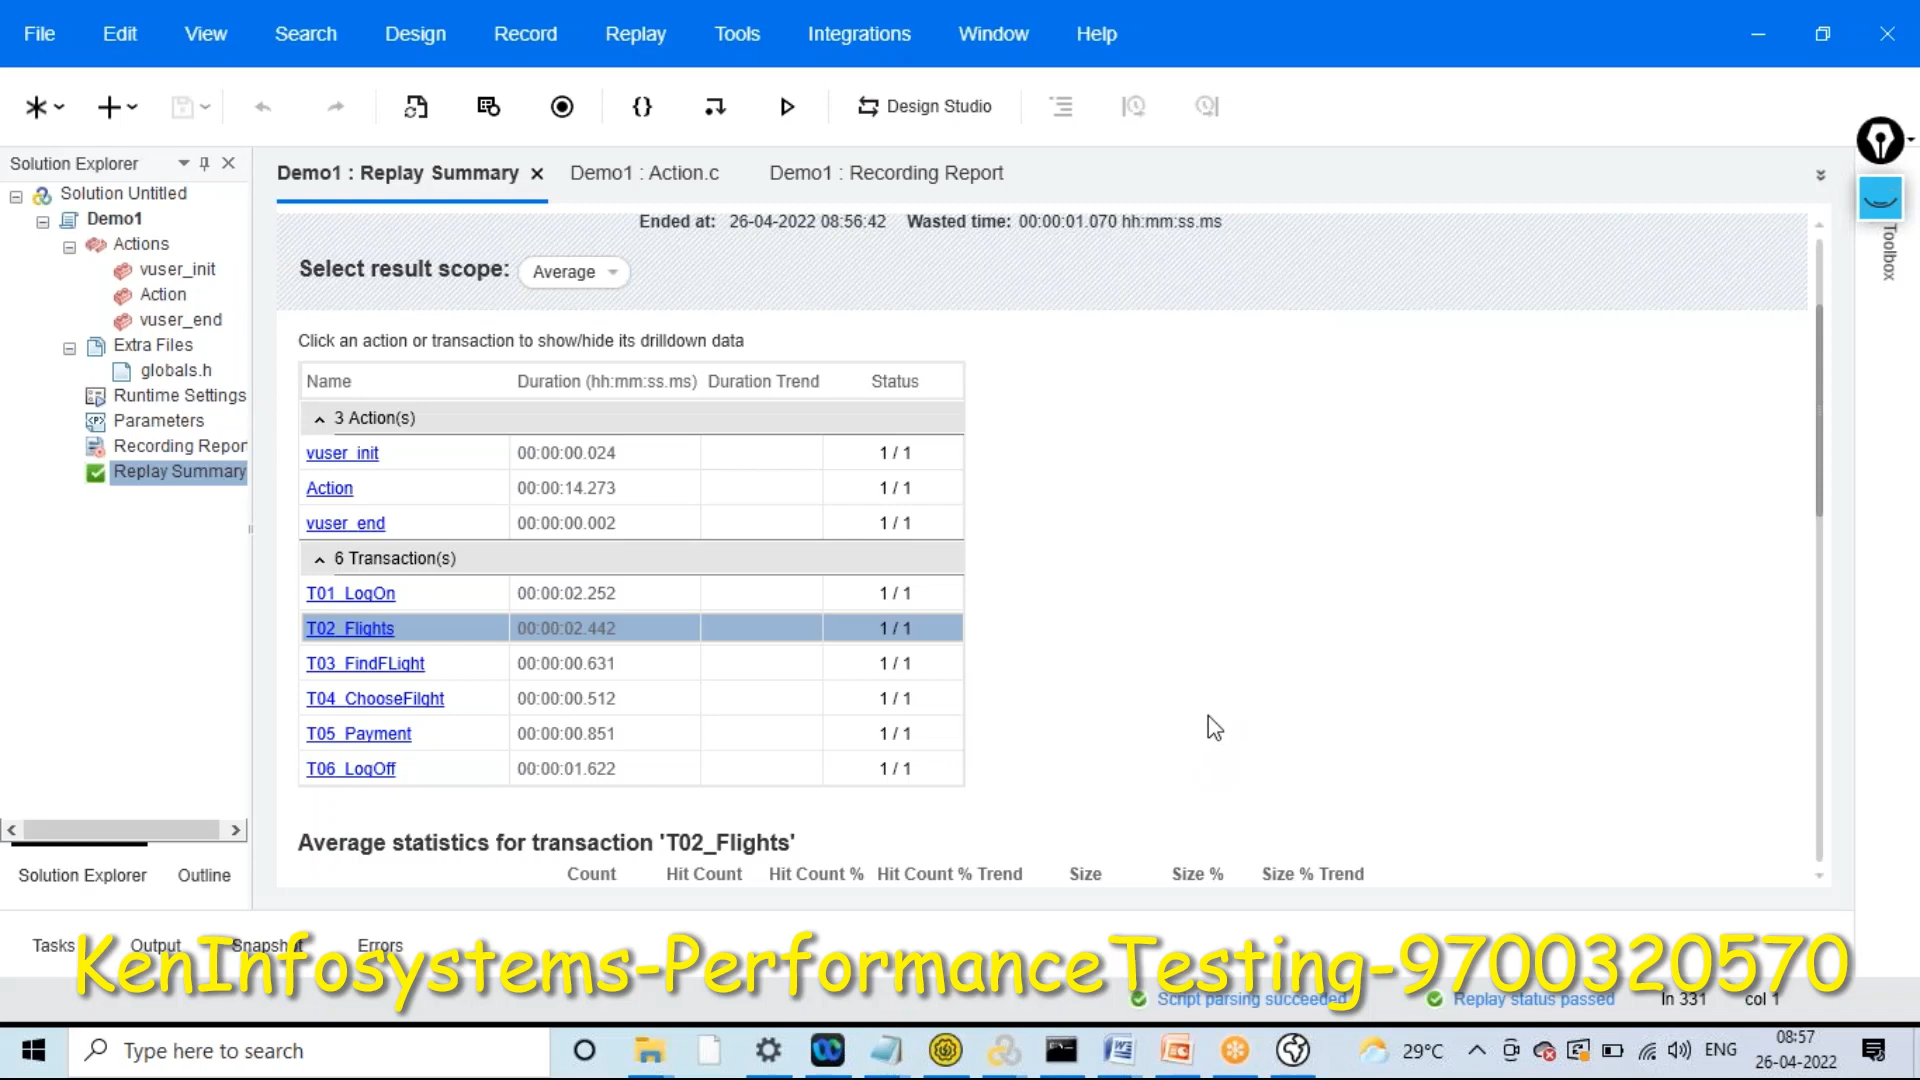 File Edit View Search Design Record Replay Tools Integrations Window Help
Design Studio
Solution Explorer
Solution Untitled
Demo1
Actions
vuser_init
Action
vuser_end
Extra Files
globals.h
Runtime Settings
Parameters
Recording Repor
Replay Summary
Solution Explorer Outline
Demo1 : Replay Summary Demo1 : Action.c Demo1 : Recording Report
Ended at: 26-04-2022 08:56:42 Wasted time: 00:00:01.070 hh:mm:ss.ms
Select result scope: Average
Click an action or transaction to show/hide its drilldown data
Name Duration (hh:mm:ss.ms) Duration Trend Status
3 Action(s)
vuser_init 00:00:00.024 1 / 1
Action 00:00:14.273 1 / 1
vuser_end 00:00:00.002 1 / 1
6 Transaction(s)
T01_LogOn 00:00:02.252 1 / 1
T02_Flights 00:00:02.442 1 / 1
T03_FindFLight 00:00:00.631 1 / 1
T04_ChooseFilght 00:00:00.512 1 / 1
T05_Payment 00:00:00.851 1 / 1
T06_LogOff 00:00:01.622 1 / 1
Average statistics for transaction 'T02_Flights'
Count Hit Count Hit Count % Hit Count % Trend Size Size % Size % Trend
Toolbox
Tasks Output Snapshot Errors
KenInfosystems-PerformanceTesting-9700320570
Script parsing succeeded Replay status passed ln 331 col 1
Type here to search
29°C
ENG
08:57
26-04-2022